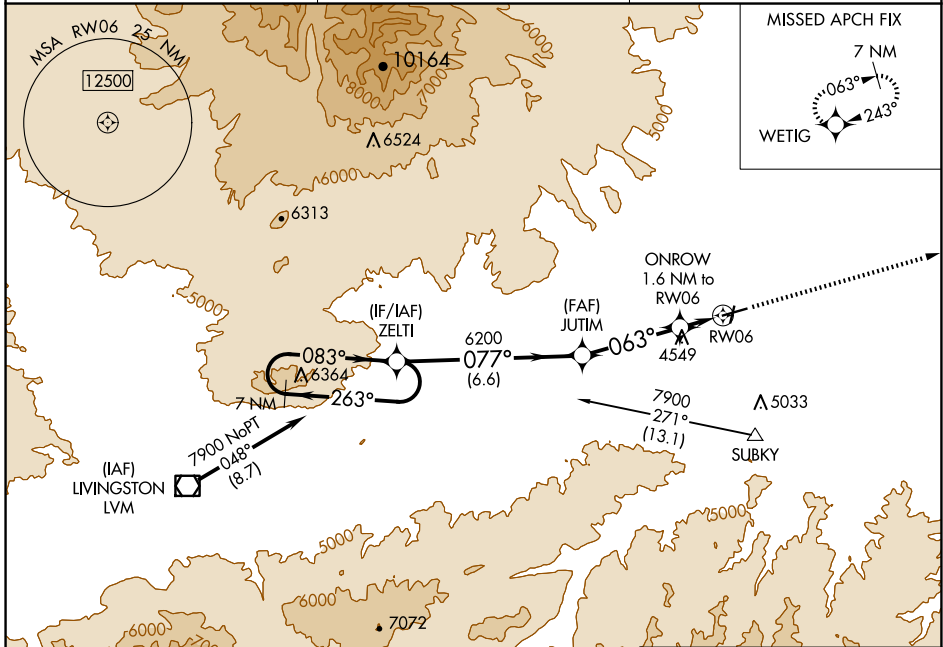 MSA RW06 25 NM
12500
10164
6000
8000
7000
5000
6524
6000
6313
5000
MISSED APCH FIX
7 NM
063°
243°
WETIG
ONROW
1.6 NM to
RW06
(IF/IAF)
ZELTI
(FAF)
JUTIM
063°
RW06
4549
6200
077°
(6.6)
083°
6364
263°
7 NM
7900 NoPT
048°
(8.7)
7900
271°
(13.1)
5033
SUBKY
(IAF)
LIVINGSTON
LVM
5000
5000
5000
6000
6000
7072